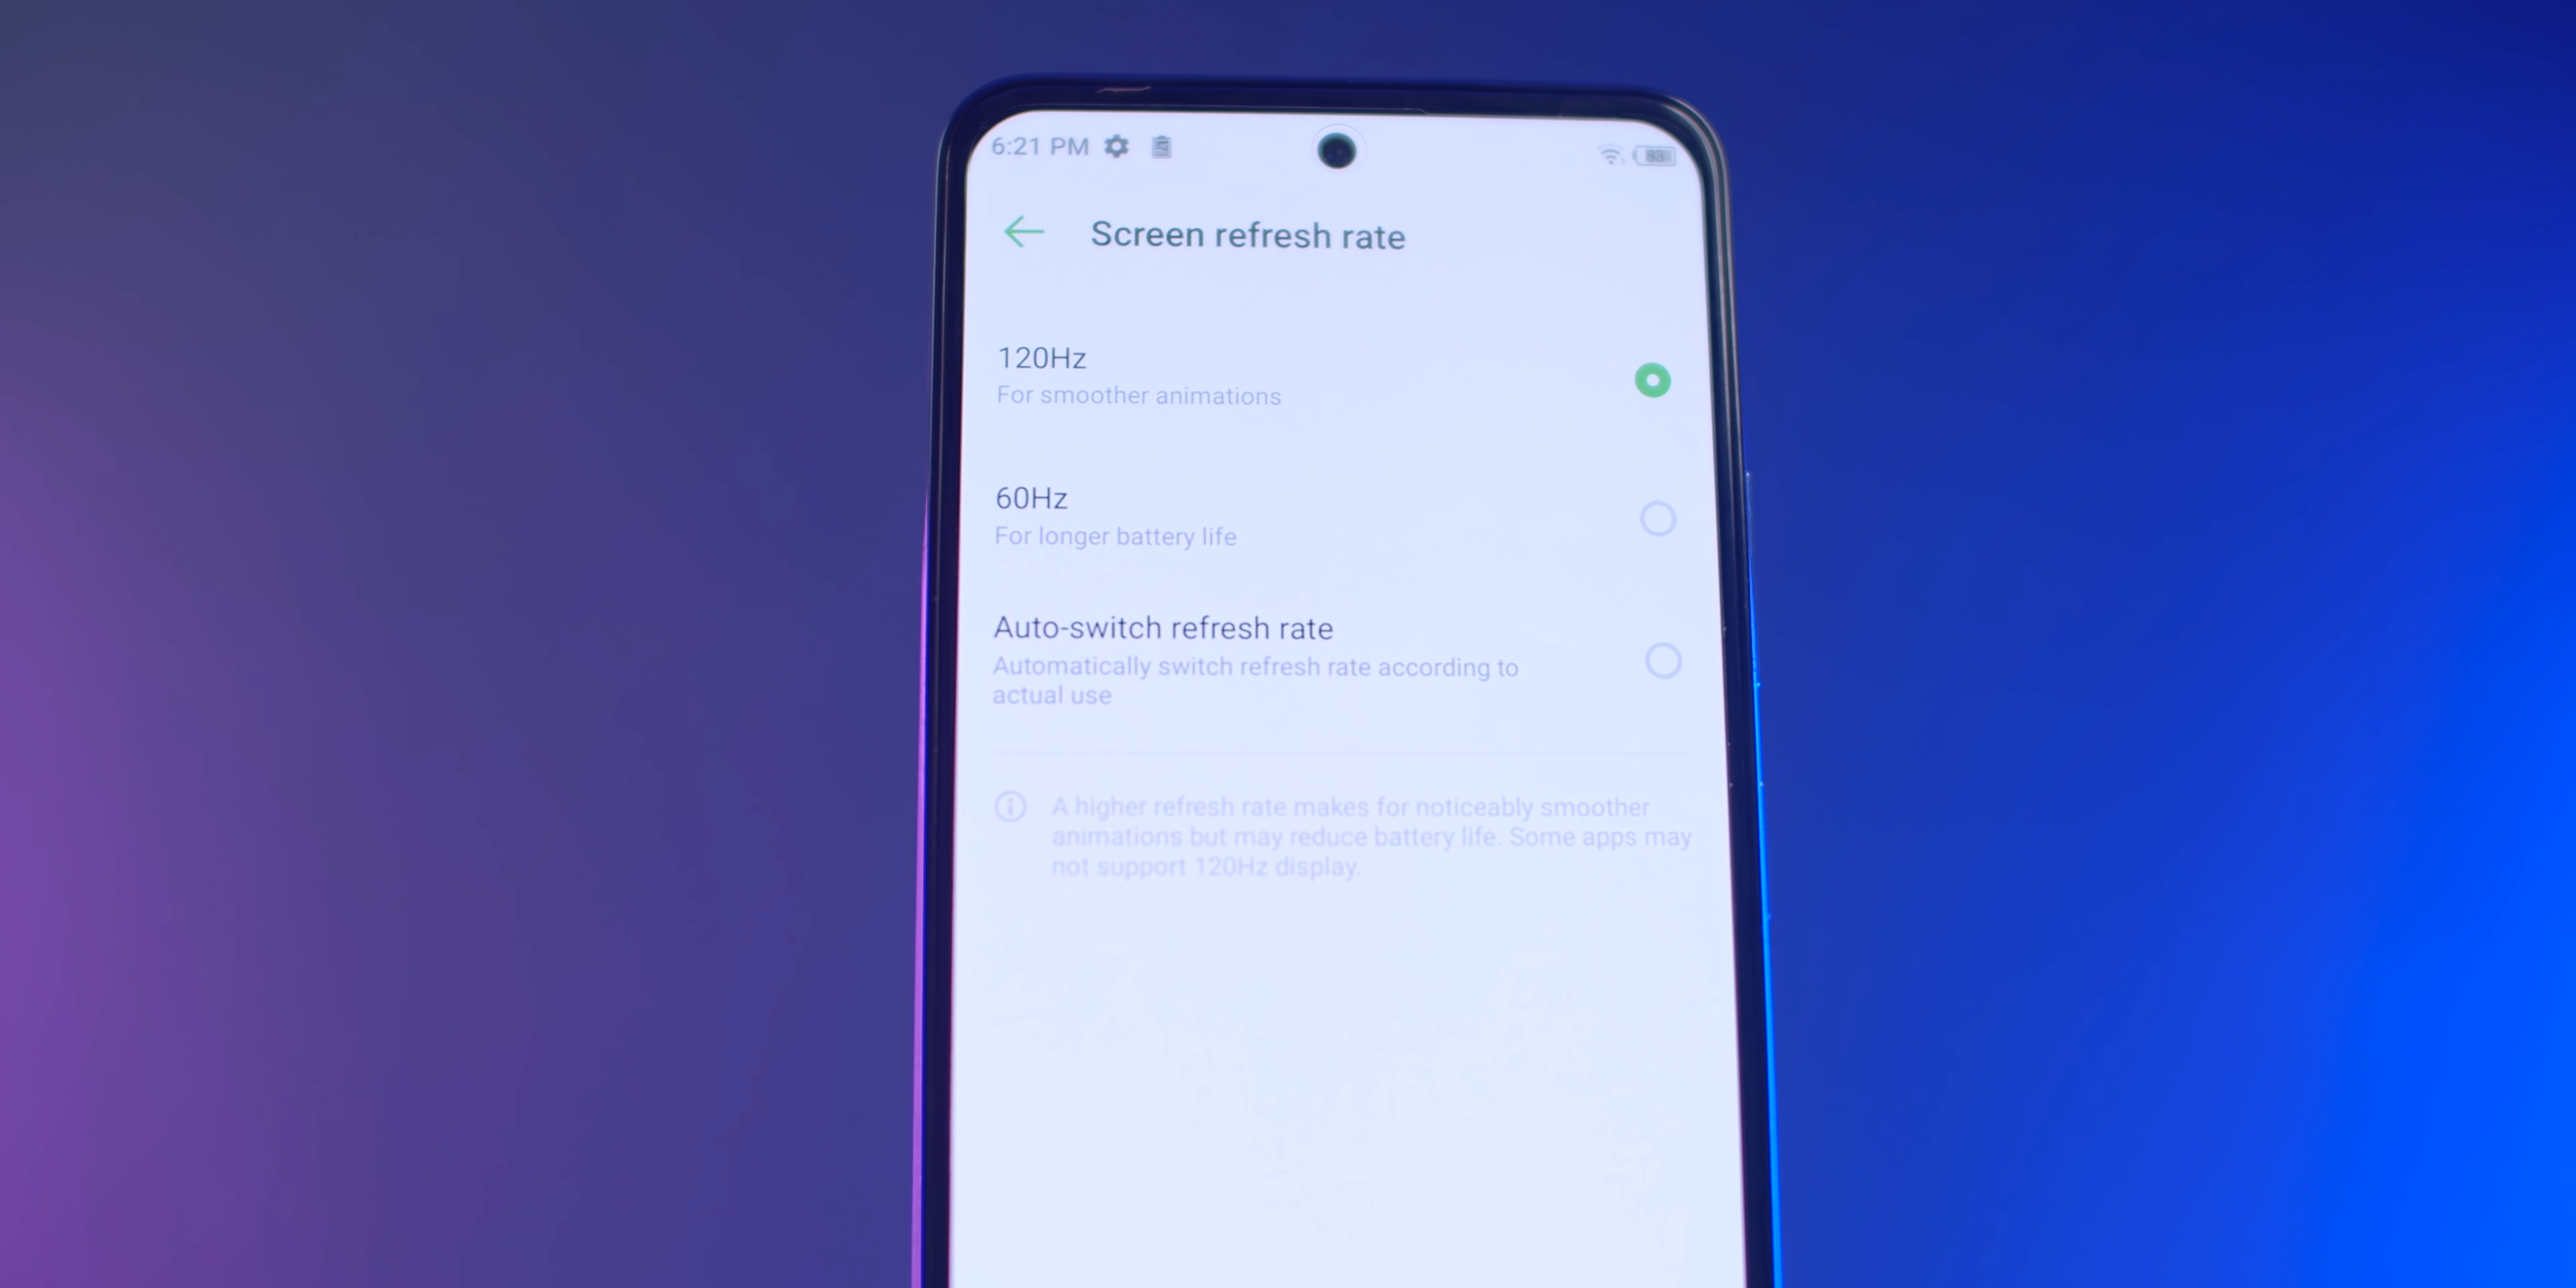 6:21 PM
83
Screen refresh rate
120Hz
For smoother animations
60Hz
For longer battery life
Auto-switch refresh rate
Automatically switch refresh rate according to
actual use
A higher refresh rate makes for noticeably smoother
animations but may reduce battery life. Some apps may
not support 120Hz display.